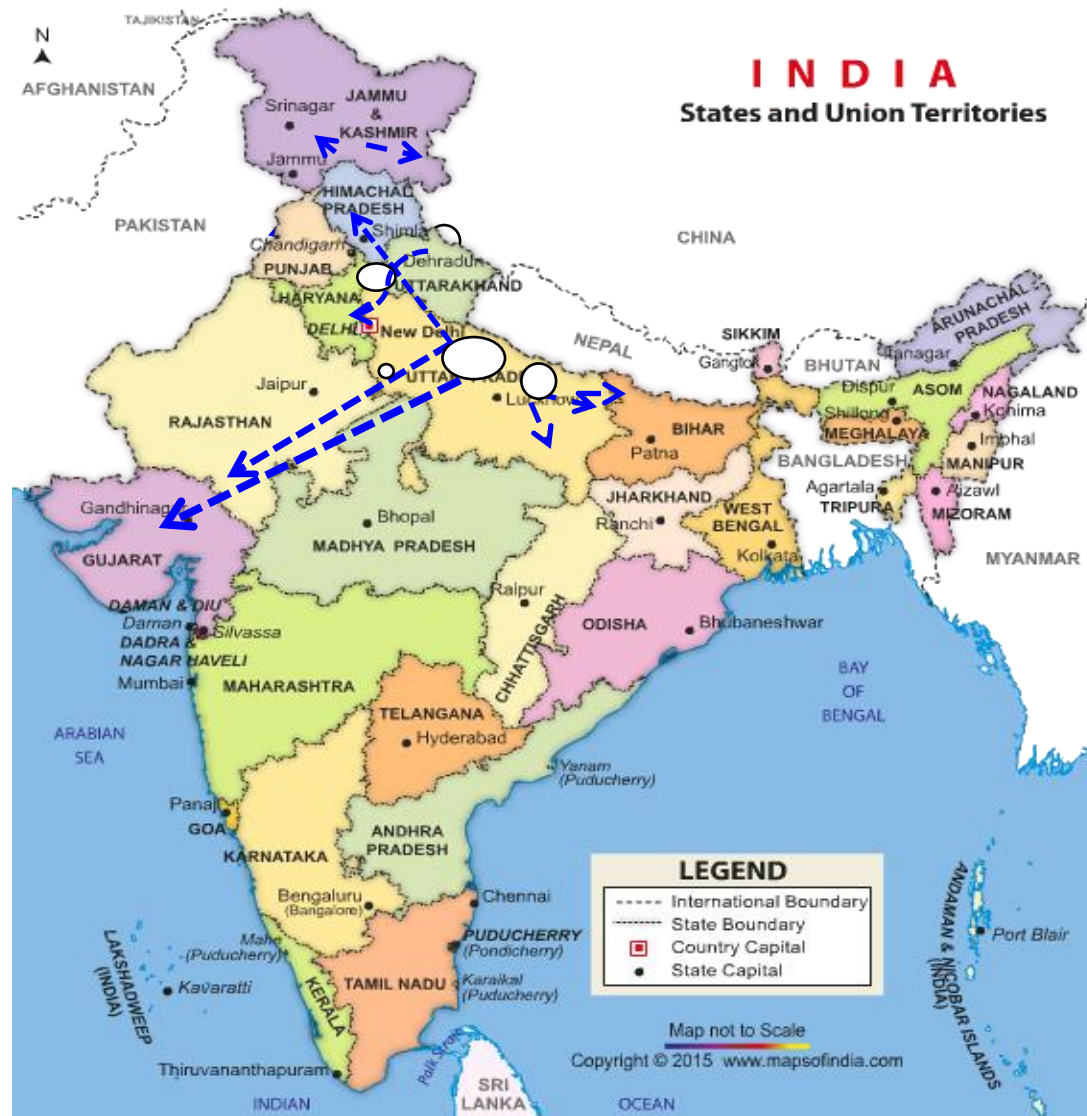 N
TAJIKISTAN
AFGHANISTAN
INDIA
States and Union Territories
JAMMU
&
KASHMIR
Srinagar
Jammu
HIMACHAL
PRADESH
PAKISTAN
Shimla
CHINA
Chandigarh
PUNJAB
Dehradun
UTTARAKHAND
HARYANA
DELHI
New Delhi
NEPAL
SIKKIM
Gangtok
BHUTAN
ARUNACHAL
PRADESH
Itanagar
Dispur
ASOM
NAGALAND
Kohima
Shillong
MEGHALAYA
Imphal
MANIPUR
BANGLADESH
Agartala
TRIPURA
Aizawl
MIZORAM
MYANMAR
Jaipur
RAJASTHAN
Lucknow
BIHAR
Patna
JHARKHAND
Ranchi
WEST
BENGAL
Kolkata
Gandhinagar
GUJARAT
Bhopal
MADHYA PRADESH
Raipur
CHHATTISGARH
ODISHA
Bhubaneshwar
DAMAN & DIU
Daman
Silvassa
DADRA &
NAGAR HAVELI
Mumbai
MAHARASHTRA
TELANGANA
Hyderabad
BAY
OF
BENGAL
ARABIAN
SEA
Yanam
(Puducherry)
Panaji
GOA
KARNATAKA
ANDHRA
PRADESH
Bengaluru
(Bangalore)
Chennai
Mahe
(Puducherry)
PUDUCHERRY
(Pondicherry)
LAKSHADWEEP
(INDIA)
Kavaratti
KERALA
TAMIL NADU
Karaikal
(Puducherry)
Thiruvananthapuram
Palk Strait
SRI
LANKA
INDIAN
OCEAN
LEGEND
International Boundary
State Boundary
Country Capital
State Capital
ANDAMAN & NICOBAR ISLANDS
(INDIA)
Port Blair
Map not to Scale
Copyright © 2015 www.mapsofindia.com